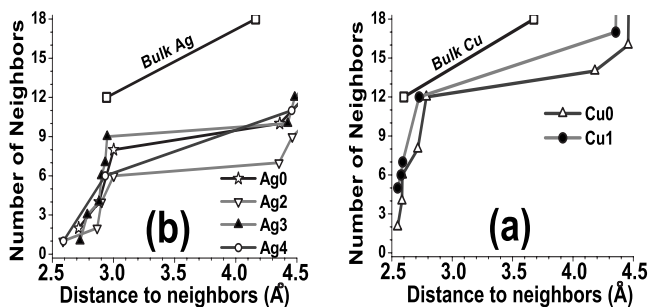 Number of Neighbors
18
15
12
9
6
3
0
Bulk Ag
Ag0
Ag2
Ag3
Ag4
(b)
2.5 3.0 3.5 4.0 4.5
Distance to neighbors (Å)
Number of Neighbors
18
15
12
9
6
3
0
Bulk Cu
Cu0
Cu1
(a)
2.5 3.0 3.5 4.0 4.5
Distance to neighbors (Å)